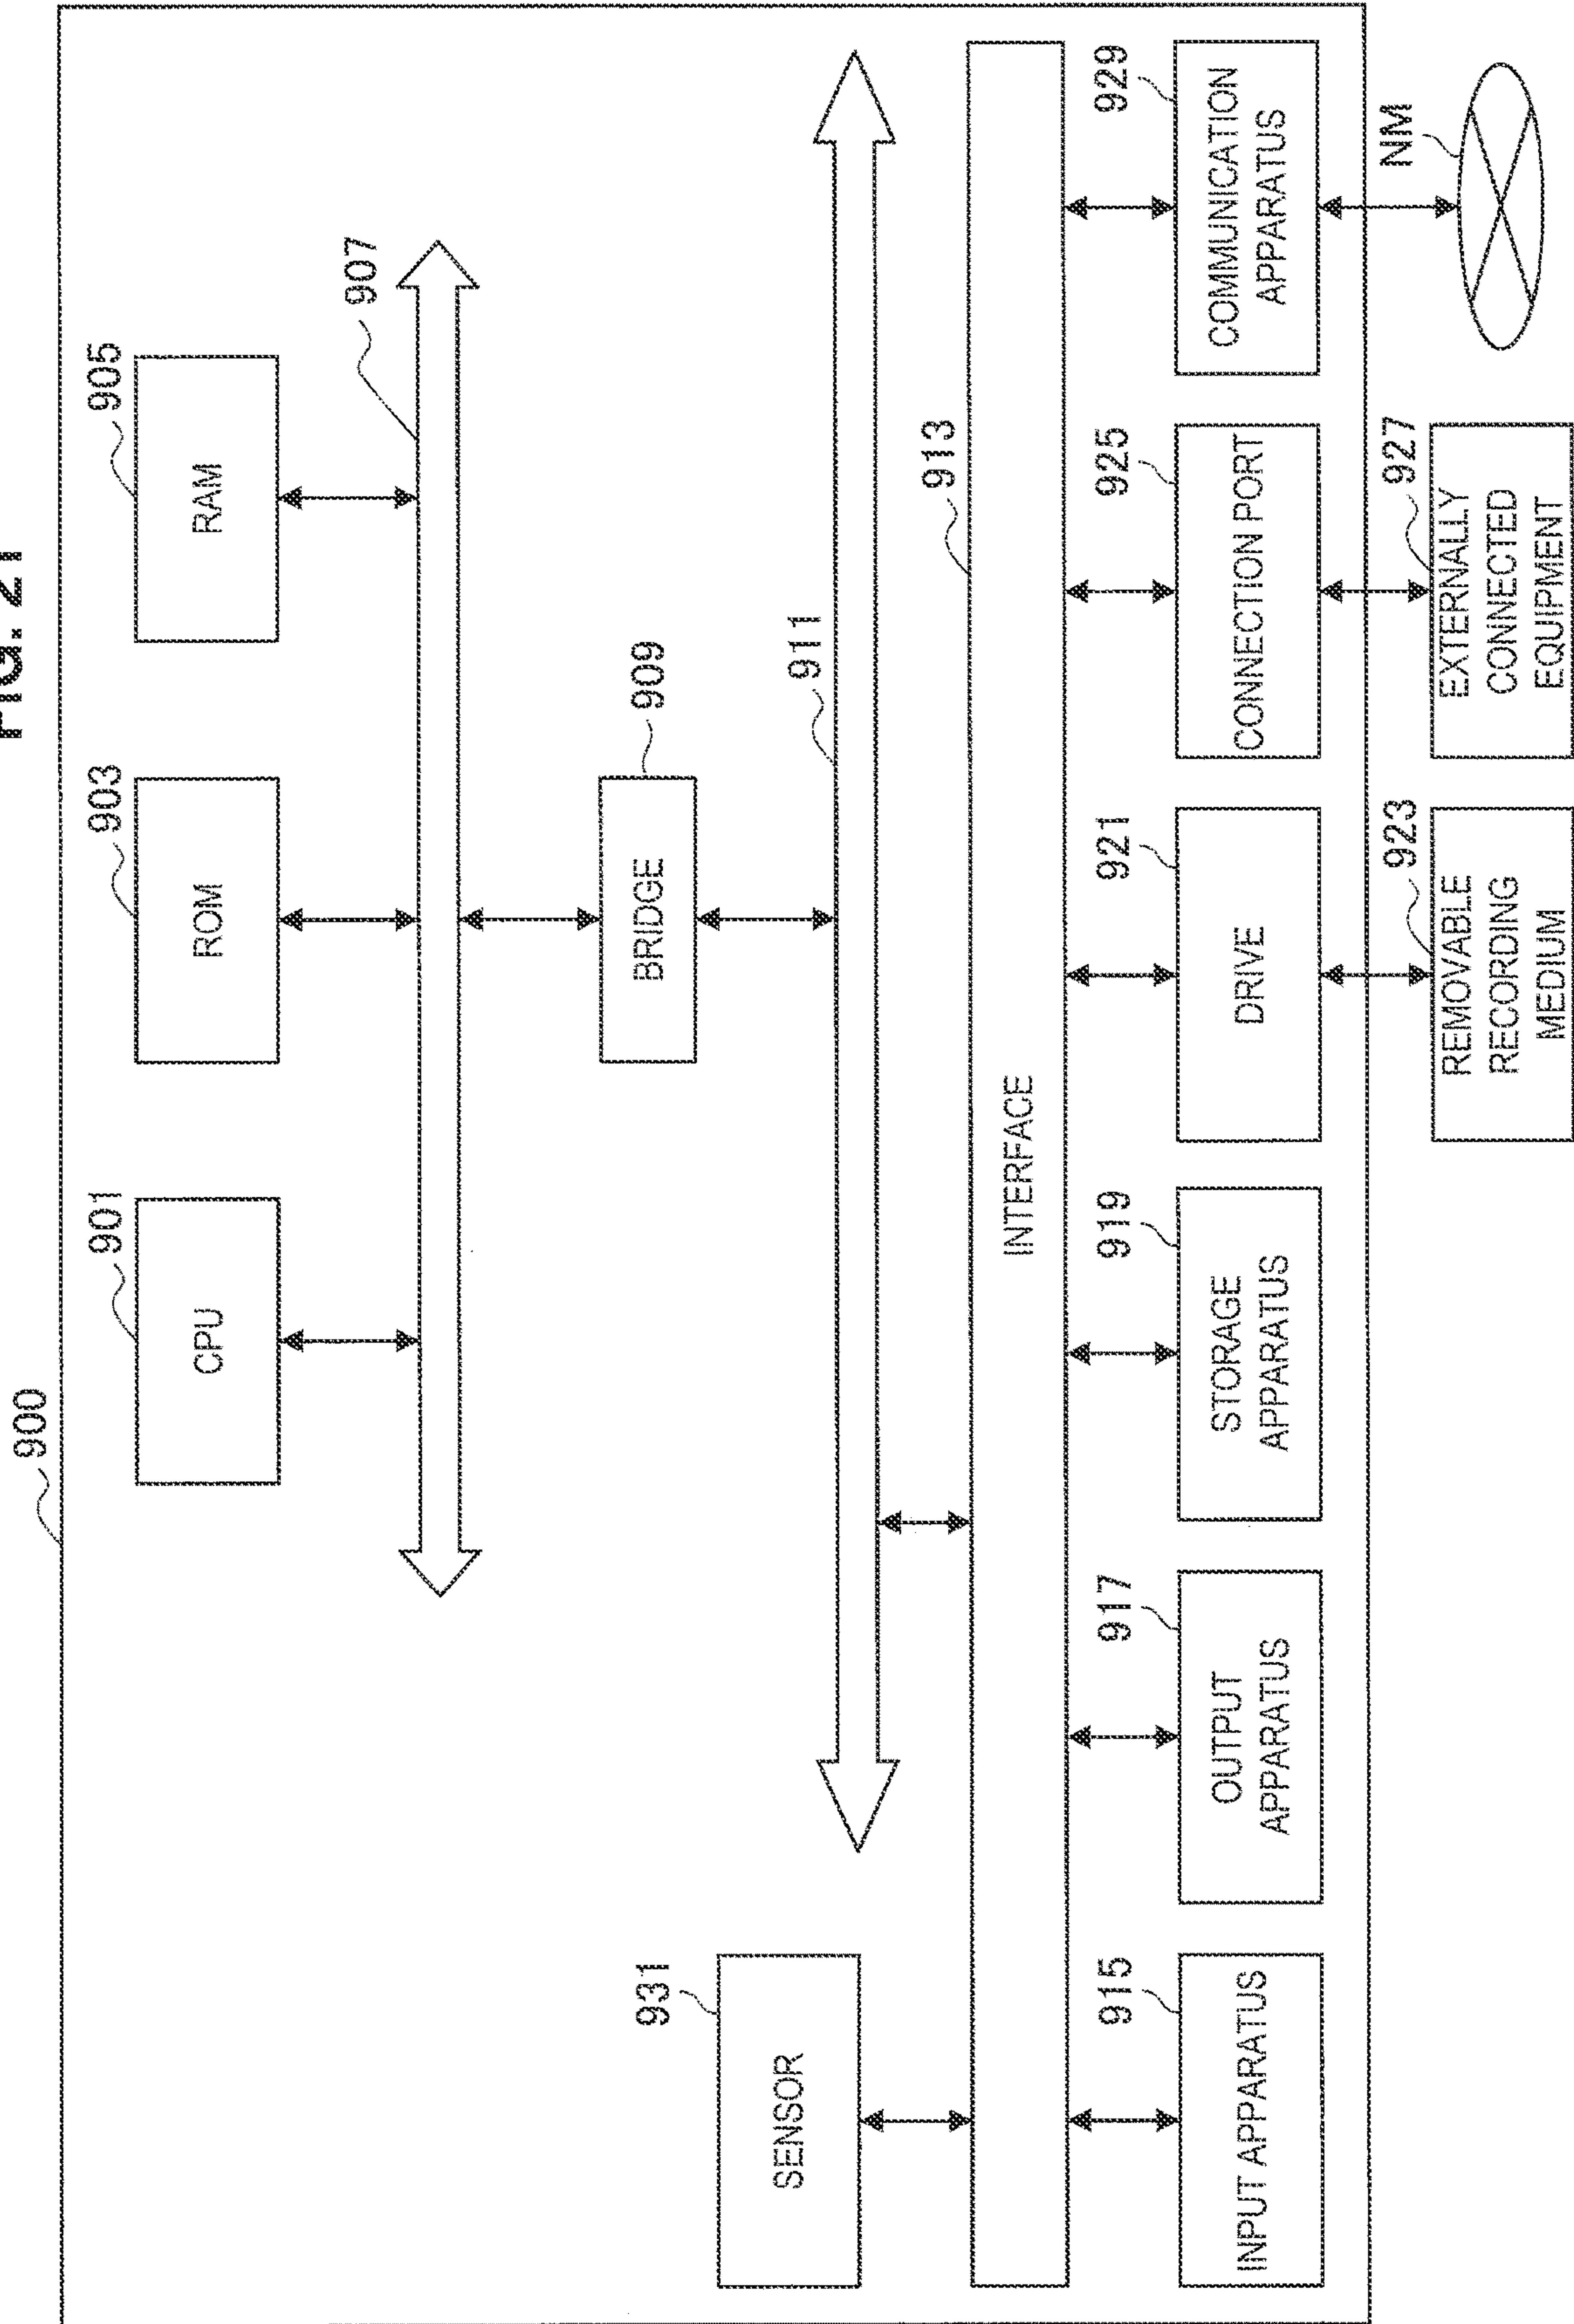 FIG. 21
900
901
CPU
903
ROM
905
RAM
907
909
BRIDGE
911
931
SENSOR
913
INTERFACE
915
INPUT APPARATUS
917
OUTPUT
APPARATUS
919
STORAGE
APPARATUS
921
DRIVE
925
CONNECTION PORT
929
COMMUNICATION
APPARATUS
923
REMOVABLE
RECORDING
MEDIUM
927
EXTERNALLY
CONNECTED
EQUIPMENT
NM